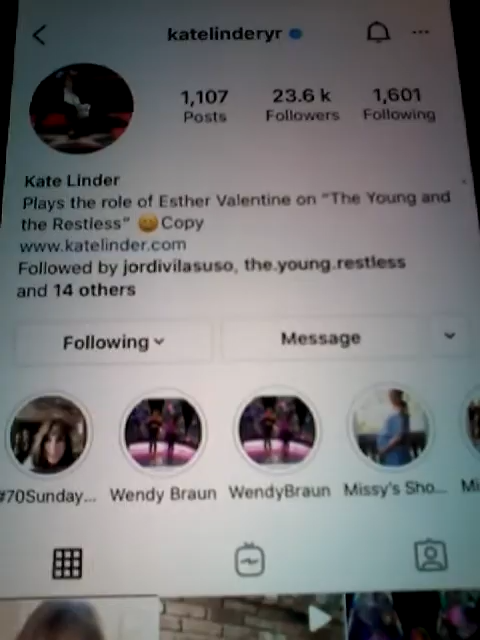 katelinderyr
1,107 23.6 k 1,601
Posts Followers Following
Kate Linder
Plays the role of Esther Valentine on "The Young and
the Restless" 😀Copy
www.katelinder.com
Followed by jordivilasuso, the.young.restless
and 14 others
Following Message
#70Sunday... Wendy Braun WendyBraun Missy's Sho... Mi